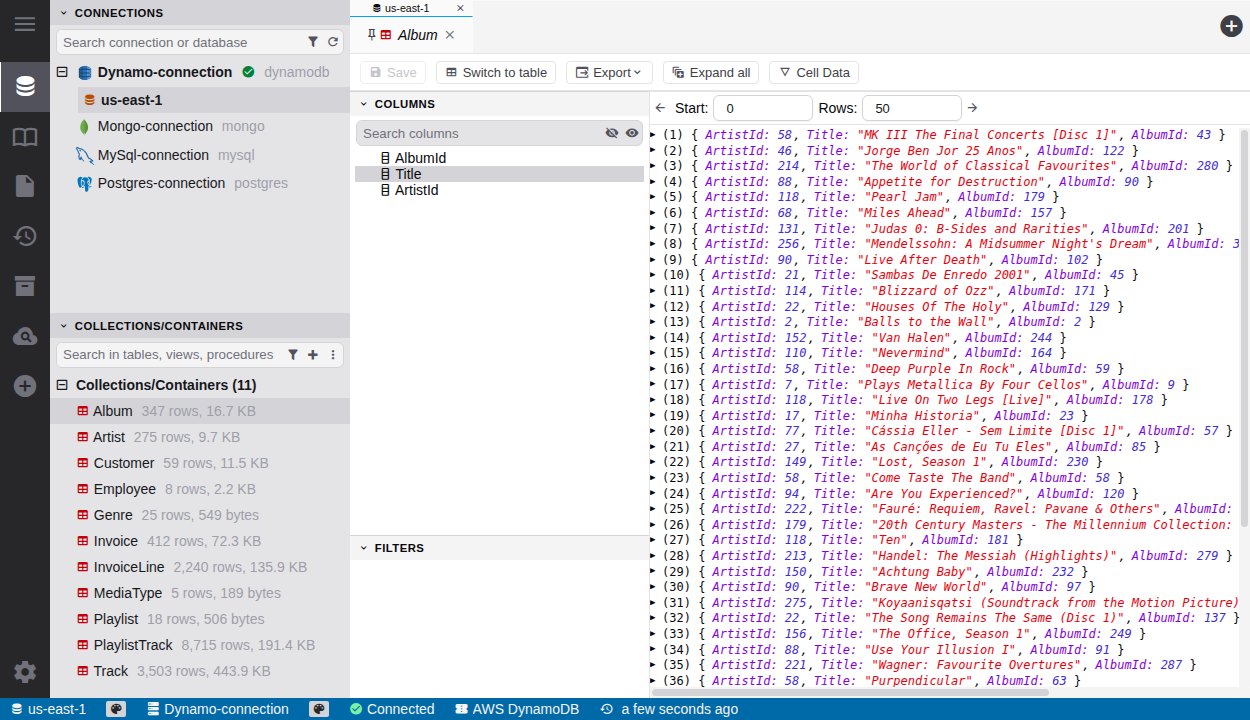 CONNECTIONS
Search connection or database
Dynamo-connection dynamodb
us-east-1
Mongo-connection mongo
MySql-connection mysql
Postgres-connection postgres
COLLECTIONS/CONTAINERS
Search in tables, views, procedures
Collections/Containers (11)
Album 347 rows, 16.7 KB
Artist 275 rows, 9.7 KB
Customer 59 rows, 11.5 KB
Employee 8 rows, 2.2 KB
Genre 25 rows, 549 bytes
Invoice 412 rows, 72.3 KB
InvoiceLine 2,240 rows, 135.9 KB
MediaType 5 rows, 189 bytes
Playlist 18 rows, 506 bytes
PlaylistTrack 8,715 rows, 191.4 KB
Track 3,503 rows, 443.9 KB
us-east-1
Album
Save Switch to table Export Expand all Cell Data
COLUMNS
Search columns
AlbumId
Title
ArtistId
FILTERS
Start: 0 Rows: 50
(1) { ArtistId: 58, Title: "MK III The Final Concerts [Disc 1]", AlbumId: 43 }
(2) { ArtistId: 46, Title: "Jorge Ben Jor 25 Anos", AlbumId: 122 }
(3) { ArtistId: 214, Title: "The World of Classical Favourites", AlbumId: 280 }
(4) { ArtistId: 88, Title: "Appetite for Destruction", AlbumId: 90 }
(5) { ArtistId: 118, Title: "Pearl Jam", AlbumId: 179 }
(6) { ArtistId: 68, Title: "Miles Ahead", AlbumId: 157 }
(7) { ArtistId: 131, Title: "Judas 0: B-Sides and Rarities", AlbumId: 201 }
(8) { ArtistId: 256, Title: "Mendelssohn: A Midsummer Night's Dream", AlbumId: 3
(9) { ArtistId: 90, Title: "Live After Death", AlbumId: 102 }
(10) { ArtistId: 21, Title: "Sambas De Enredo 2001", AlbumId: 45 }
(11) { ArtistId: 114, Title: "Blizzard of Ozz", AlbumId: 171 }
(12) { ArtistId: 22, Title: "Houses Of The Holy", AlbumId: 129 }
(13) { ArtistId: 2, Title: "Balls to the Wall", AlbumId: 2 }
(14) { ArtistId: 152, Title: "Van Halen", AlbumId: 244 }
(15) { ArtistId: 110, Title: "Nevermind", AlbumId: 164 }
(16) { ArtistId: 58, Title: "Deep Purple In Rock", AlbumId: 59 }
(17) { ArtistId: 7, Title: "Plays Metallica By Four Cellos", AlbumId: 9 }
(18) { ArtistId: 118, Title: "Live On Two Legs [Live]", AlbumId: 178 }
(19) { ArtistId: 17, Title: "Minha Historia", AlbumId: 23 }
(20) { ArtistId: 77, Title: "Cássia Eller - Sem Limite [Disc 1]", AlbumId: 57 }
(21) { ArtistId: 27, Title: "As Canções de Eu Tu Eles", AlbumId: 85 }
(22) { ArtistId: 149, Title: "Lost, Season 1", AlbumId: 230 }
(23) { ArtistId: 58, Title: "Come Taste The Band", AlbumId: 58 }
(24) { ArtistId: 94, Title: "Are You Experienced?", AlbumId: 120 }
(25) { ArtistId: 222, Title: "Fauré: Requiem, Ravel: Pavane & Others", AlbumId:
(26) { ArtistId: 179, Title: "20th Century Masters - The Millennium Collection:
(27) { ArtistId: 118, Title: "Ten", AlbumId: 181 }
(28) { ArtistId: 213, Title: "Handel: The Messiah (Highlights)", AlbumId: 279 }
(29) { ArtistId: 150, Title: "Achtung Baby", AlbumId: 232 }
(30) { ArtistId: 90, Title: "Brave New World", AlbumId: 97 }
(31) { ArtistId: 275, Title: "Koyaanisqatsi (Soundtrack from the Motion Picture)
(32) { ArtistId: 22, Title: "The Song Remains The Same (Disc 1)", AlbumId: 137 }
(33) { ArtistId: 156, Title: "The Office, Season 1", AlbumId: 249 }
(34) { ArtistId: 88, Title: "Use Your Illusion I", AlbumId: 91 }
(35) { ArtistId: 221, Title: "Wagner: Favourite Overtures", AlbumId: 287 }
(36) { ArtistId: 58, Title: "Purpendicular", AlbumId: 63 }
us-east-1 Dynamo-connection Connected AWS DynamoDB a few seconds ago